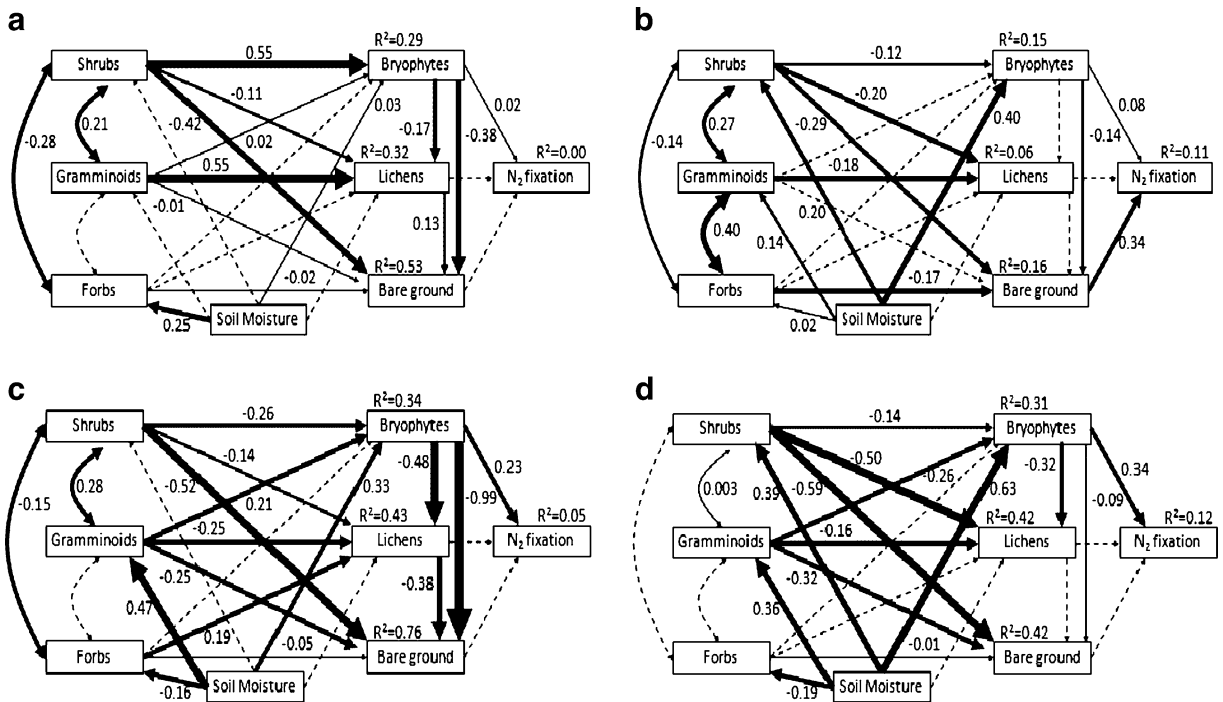 a
R²=0.29
Shrubs
0.55
Bryophytes
-0.11
0.03
0.02
0.21
-0.42
0.02
-0.17
-0.38
-0.28
R²=0.32
R²=0.00
Gramminoids
0.55
Lichens
N₂ fixation
-0.01
0.13
R²=0.53
Forbs
-0.02
Bare ground
0.25
Soil Moisture
b
R²=0.15
Shrubs
-0.12
Bryophytes
-0.20
0.40
0.08
0.27
-0.29
-0.14
-0.14
R²=0.06
R²=0.11
Gramminoids
-0.18
Lichens
N₂ fixation
0.40
0.20
0.14
0.34
R²=0.16
Forbs
-0.17
Bare ground
0.02
Soil Moisture
c
R²=0.34
Shrubs
-0.26
Bryophytes
-0.14
-0.48
0.23
0.28
-0.52
0.21
0.33
-0.99
-0.15
R²=0.43
R²=0.05
Gramminoids
-0.25
Lichens
N₂ fixation
-0.25
-0.38
0.47
0.19
-0.05
R²=0.76
Forbs
Bare ground
-0.16
Soil Moisture
d
R²=0.31
Shrubs
-0.14
Bryophytes
-0.50
-0.26
-0.32
0.34
0.003
0.39
-0.59
0.63
-0.09
R²=0.42
R²=0.12
Gramminoids
-0.16
Lichens
N₂ fixation
-0.32
0.36
-0.01
R²=0.42
Forbs
Bare ground
-0.19
Soil Moisture